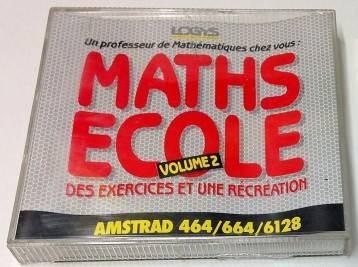 LOGYS
Un professeur de Mathématiques chez vous :
MATHS
ECOLE
VOLUME 2
DES EXERCICES ET UNE RÉCRÉATION
AMSTRAD 464/664/6128